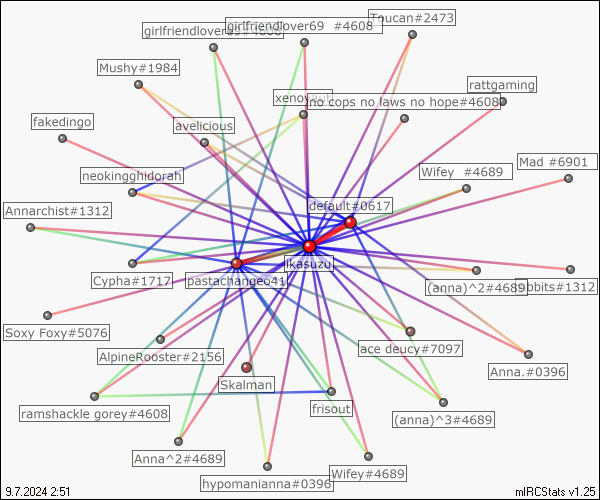 Toucan#2473
girlfriendlover69 #4608
girlfriendlover69#4608
Mushy#1984
rattgaming
xenovaut
no cops no laws no hope#4608
fakedingo
avelicious
Mad #6901
neokingghidorah
Wifey #4689
default#0617
Annarchist#1312
likasuzu
Cypha#1717
pastachangeo41
(anna)^2#4689
bbits#1312
Soxy Foxy#5076
ace deucy#7097
AlpineRooster#2156
Anna.#0396
Skalman
ramshackle gorey#4608
frisout
(anna)^3#4689
Anna^2#4689
Wifey#4689
hypomanianna#0396
9.7.2024 2:51
mIRCStats v1.25